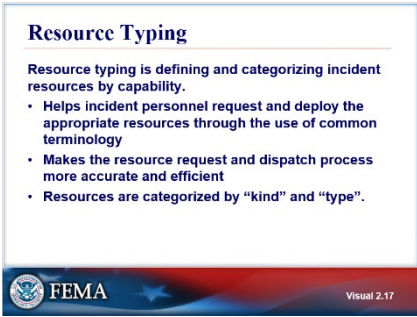 Resource Typing
Resource typing is defining and categorizing incident
resources by capability.
• Helps incident personnel request and deploy the
appropriate resources through the use of common
terminology
• Makes the resource request and dispatch process
more accurate and efficient
• Resources are categorized by “kind” and “type”.
FEMA
Visual 2.17